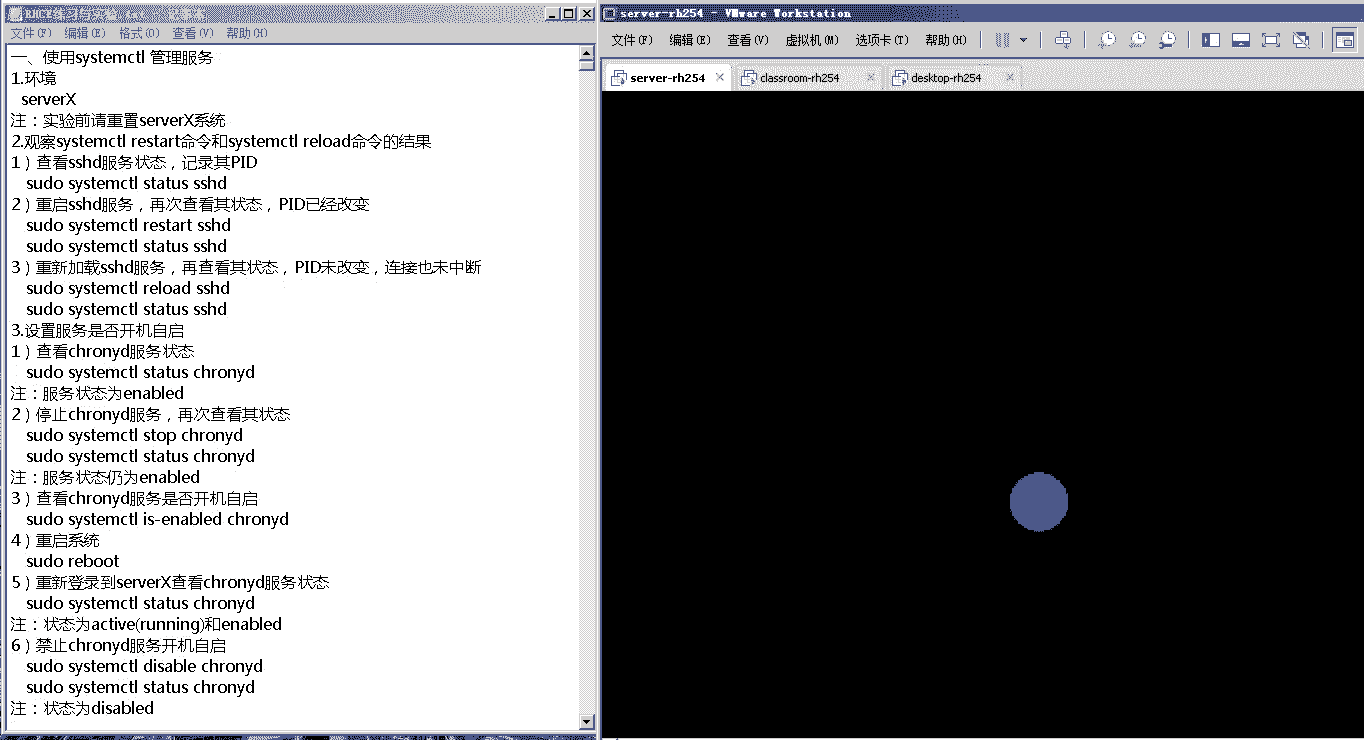 文件(F) 编辑(E) 格式(O) 查看(V) 帮助(H)
一、使用systemctl 管理服务
1.环境
serverX
注：实验前请重置serverX系统
2.观察systemctl restart命令和systemctl reload命令的结果
1）查看sshd服务状态，记录其PID
sudo systemctl status sshd
2）重启sshd服务，再次查看其状态，PID已经改变
sudo systemctl restart sshd
sudo systemctl status sshd
3）重新加载sshd服务，再查看其状态，PID未改变，连接也未中断
sudo systemctl reload sshd
sudo systemctl status sshd
3.设置服务是否开机自启
1）查看chronyd服务状态
sudo systemctl status chronyd
注：服务状态为enabled
2）停止chronyd服务，再次查看其状态
sudo systemctl stop chronyd
sudo systemctl status chronyd
注：服务状态仍为enabled
3）查看chronyd服务是否开机自启
sudo systemctl is-enabled chronyd
4）重启系统
sudo reboot
5）重新登录到serverX查看chronyd服务状态
sudo systemctl status chronyd
注：状态为active(running)和enabled
6）禁止chronyd服务开机自启
sudo systemctl disable chronyd
sudo systemctl status chronyd
注：状态为disabled
server-rh254 - VMware Workstation
文件(F) 编辑(E) 查看(V) 虚拟机(M) 选项卡(T) 帮助(H)
server-rh254 classroom-rh254 desktop-rh254